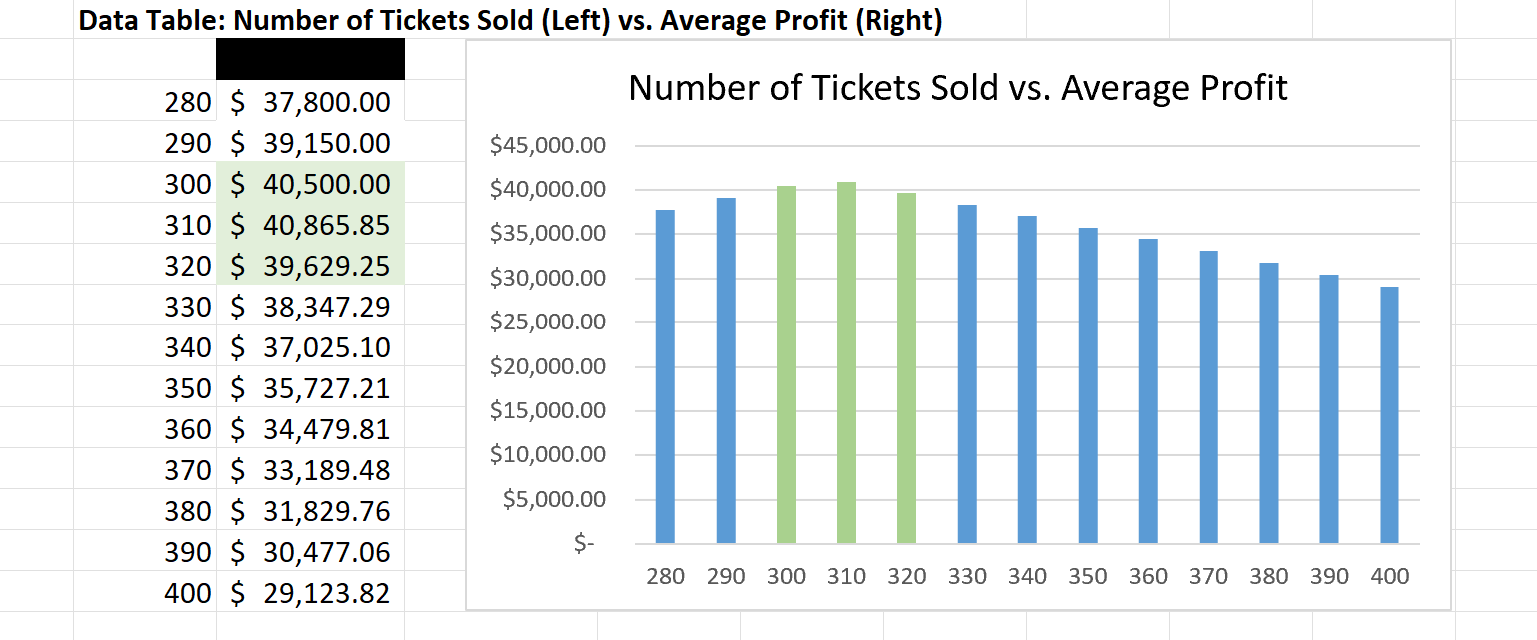 Data Table: Number of Tickets Sold (Left) vs. Average Profit (Right)
280 $ 37,800.00
290 $ 39,150.00
300 $ 40,500.00
310 $ 40,865.85
320 $ 39,629.25
330 $ 38,347.29
340 $ 37,025.10
350 $ 35,727.21
360 $ 34,479.81
370 $ 33,189.48
380 $ 31,829.76
390 $ 30,477.06
400 $ 29,123.82
Number of Tickets Sold vs. Average Profit
$45,000.00
$40,000.00
$35,000.00
$30,000.00
$25,000.00
$20,000.00
$15,000.00
$10,000.00
$5,000.00
$-
280 290 300 310 320 330 340 350 360 370 380 390 400